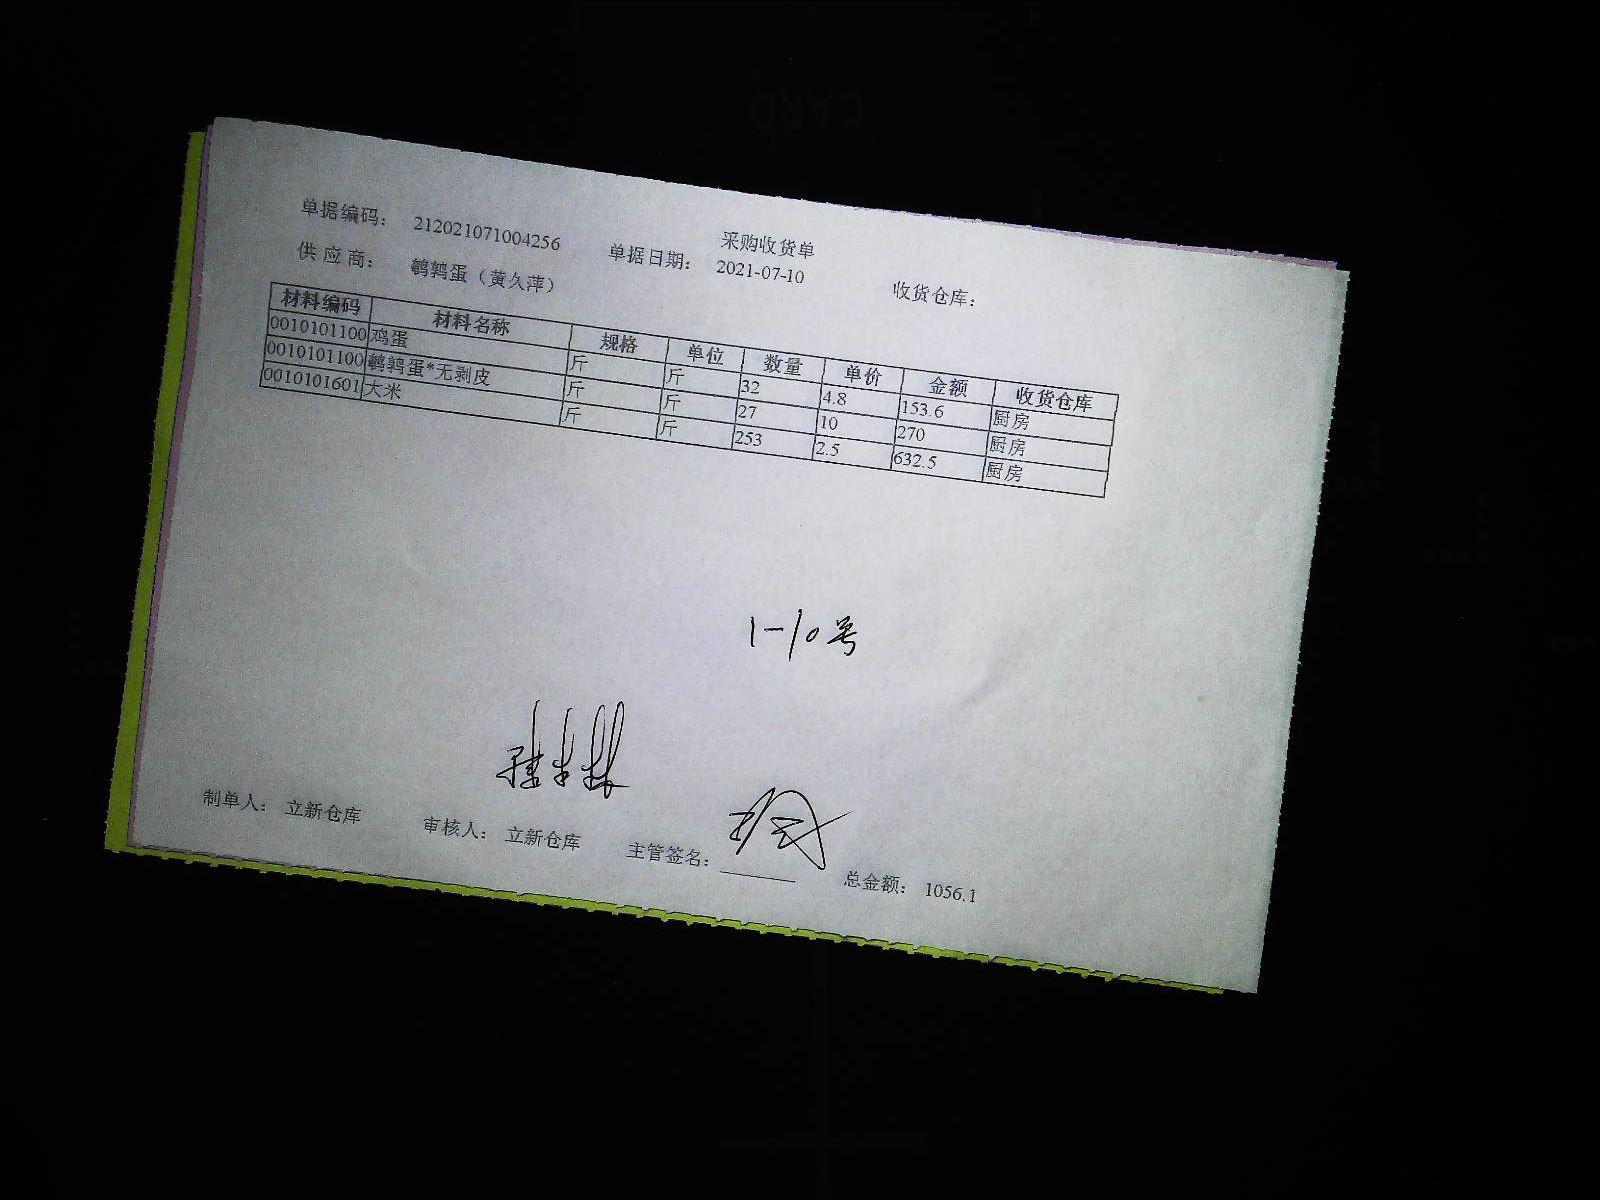 采购收货单
单据编码： 212021071004256 单据日期： 2021-07-10 收货仓库：
供 应 商： 鹌鹑蛋（黄久萍）
材料编码 材料名称 规格 单位 数量 单价 金额 收货仓库
0010101100 鸡蛋 斤 斤 32 4.8 153.6 厨房
0010101100 鹌鹑蛋*无剥皮 斤 斤 27 10 270 厨房
0010101601 大米 斤 斤 253 2.5 632.5 厨房
1-10号
制单人： 立新仓库 审核人： 立新仓库 主管签名： 总金额： 1056.1